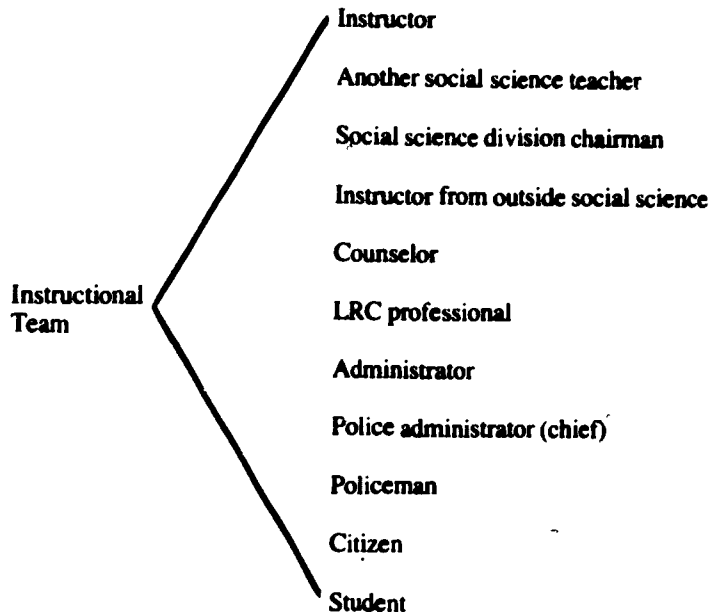 Instructor
Another social science teacher
Social science division chairman
Instructor from outside social science
Counselor
Instructional
Team
LRC professional
Administrator
Police administrator (chief)
Policeman
Citizen
Student